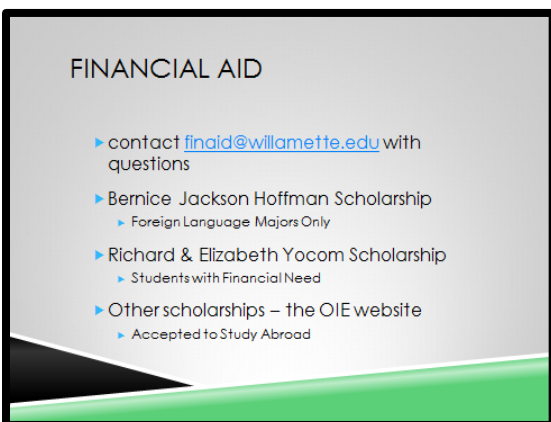 FINANCIAL AID
contact finaid@willamette.edu with
questions
Bernice Jackson Hoffman Scholarship
Foreign Language Majors Only
Richard & Elizabeth Yocom Scholarship
Students with Financial Need
Other scholarships – the OIE website
Accepted to Study Abroad